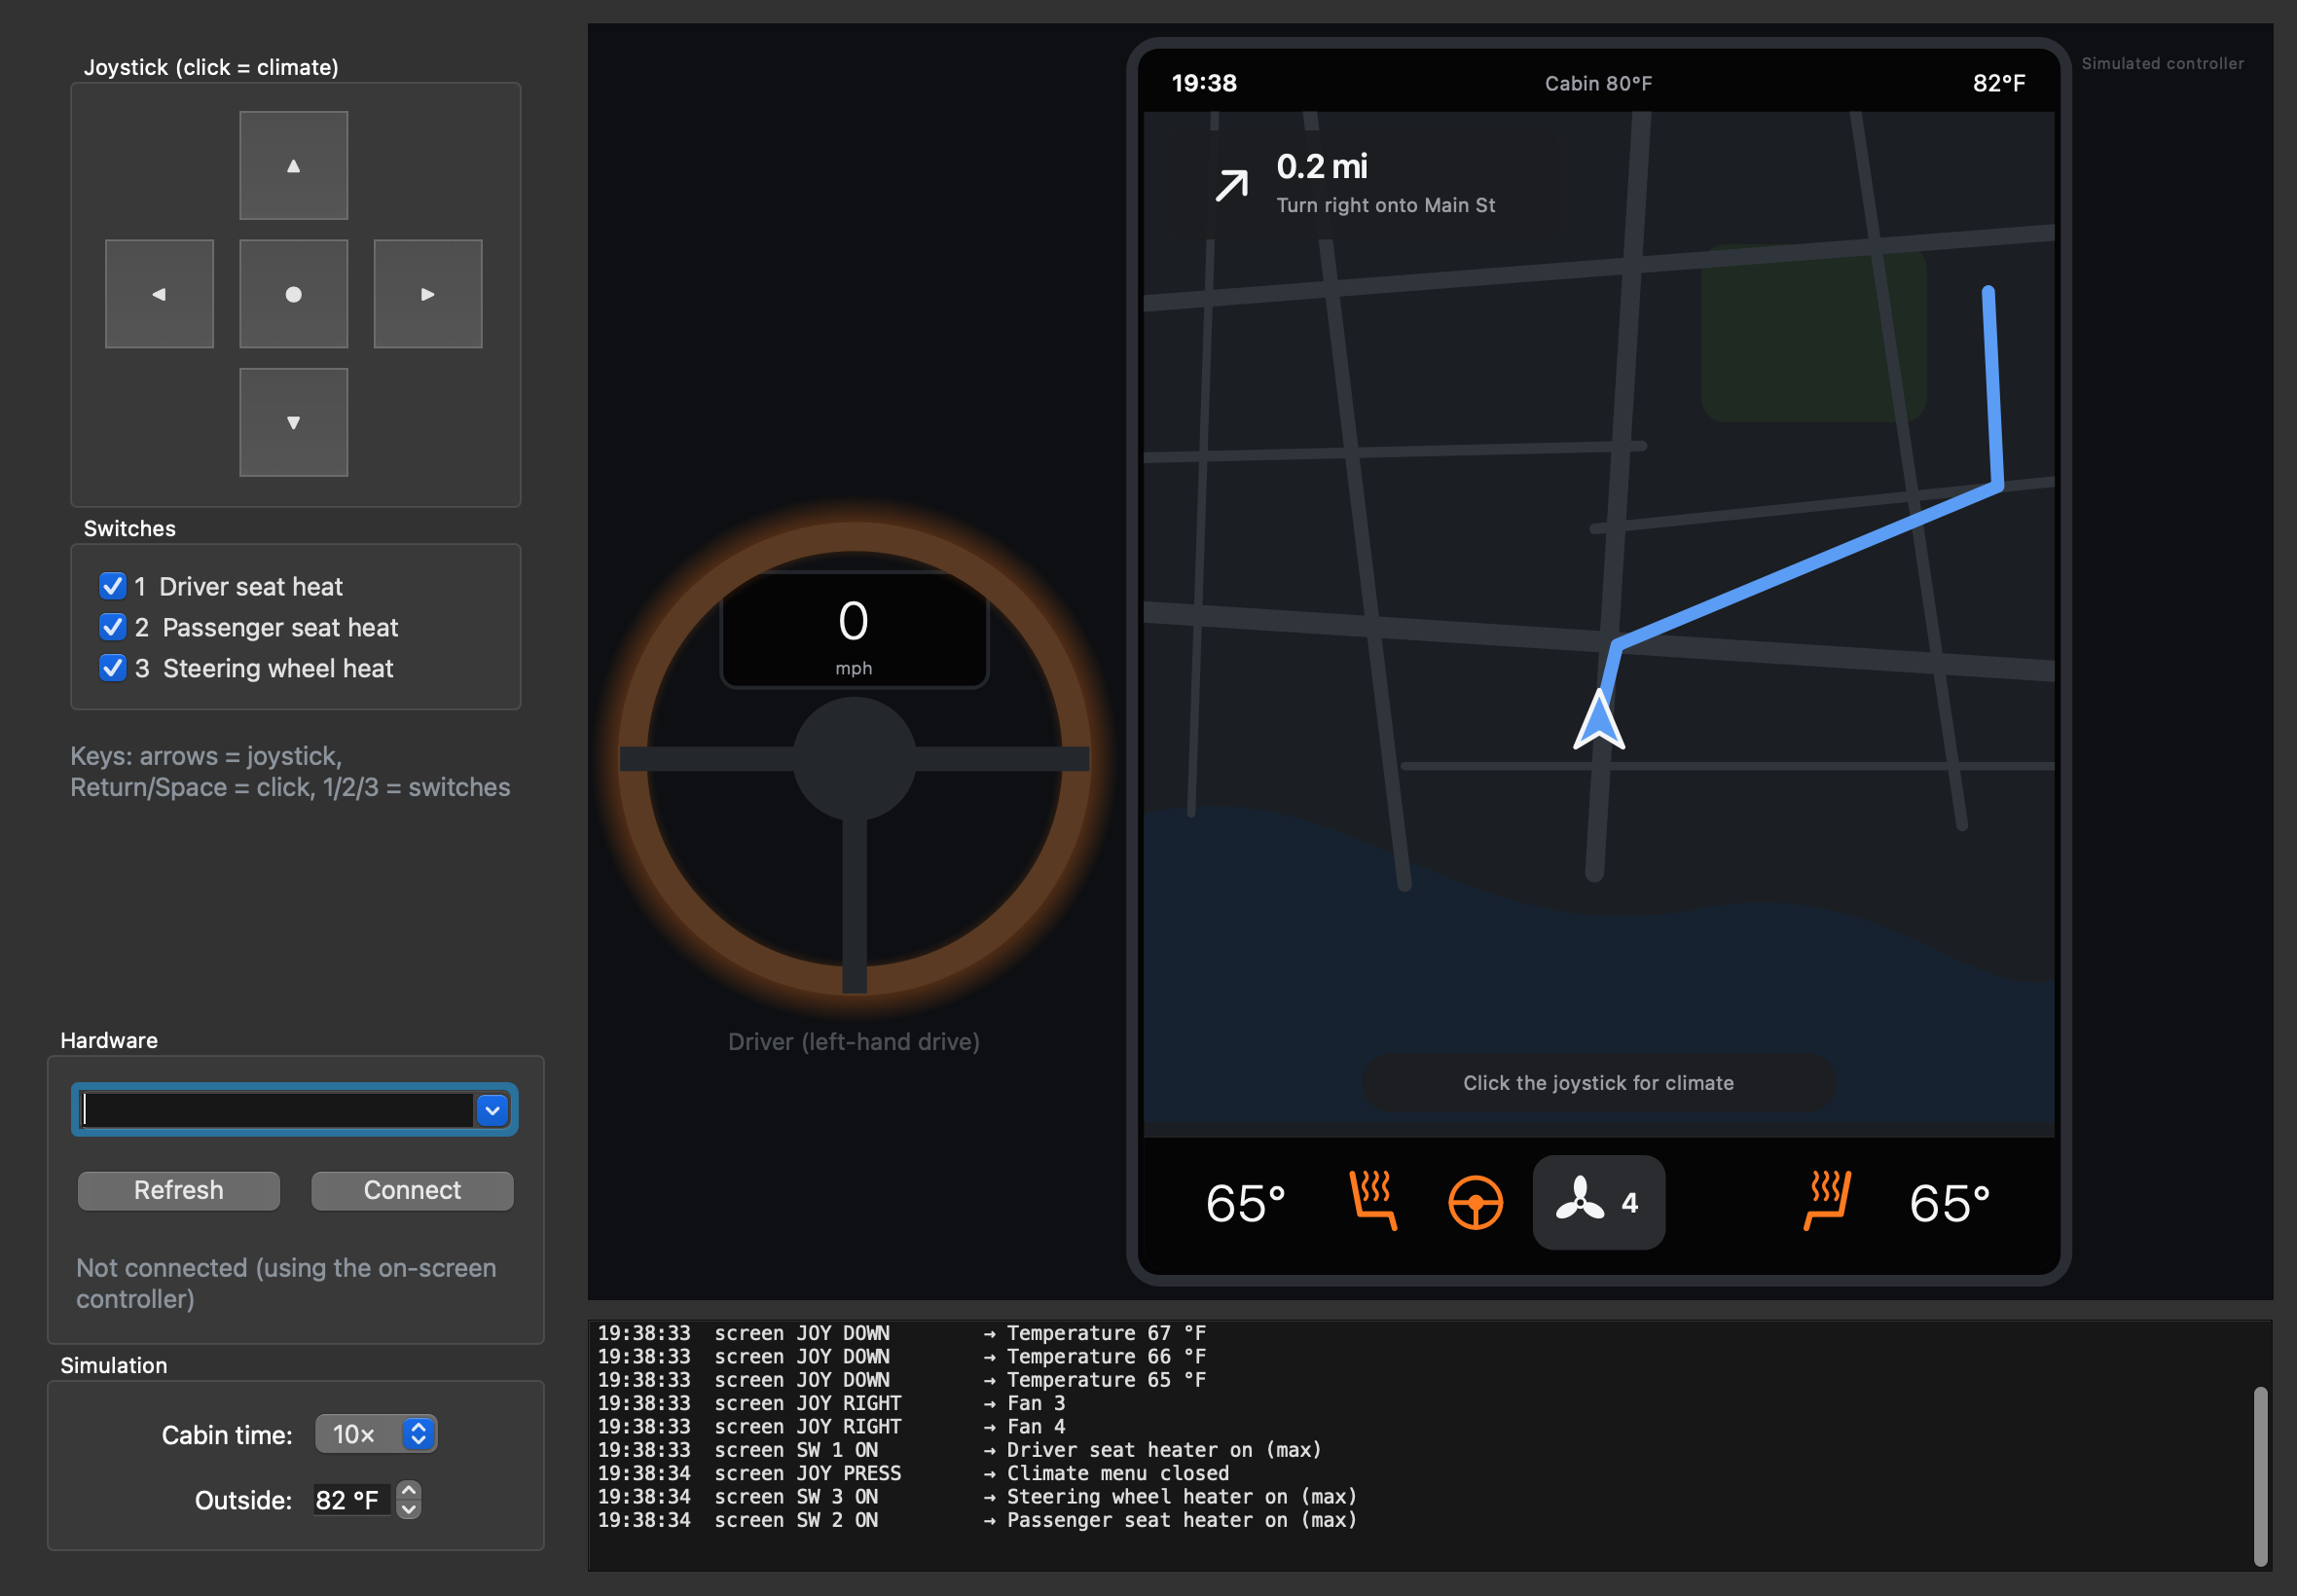 Joystick (click = climate)
Switches
1 Driver seat heat
2 Passenger seat heat
3 Steering wheel heat
Keys: arrows = joystick,
Return/Space = click, 1/2/3 = switches
Hardware
Refresh
Connect
Not connected (using the on-screen
controller)
Simulation
Cabin time: 10×
Outside: 82 °F
0
mph
Driver (left-hand drive)
19:38 Cabin 80°F 82°F
0.2 mi
Turn right onto Main St
Click the joystick for climate
65° 4 65°
Simulated controller
19:38:33 screen JOY DOWN → Temperature 67 °F
19:38:33 screen JOY DOWN → Temperature 66 °F
19:38:33 screen JOY DOWN → Temperature 65 °F
19:38:33 screen JOY RIGHT → Fan 3
19:38:33 screen JOY RIGHT → Fan 4
19:38:33 screen SW 1 ON → Driver seat heater on (max)
19:38:34 screen JOY PRESS → Climate menu closed
19:38:34 screen SW 3 ON → Steering wheel heater on (max)
19:38:34 screen SW 2 ON → Passenger seat heater on (max)